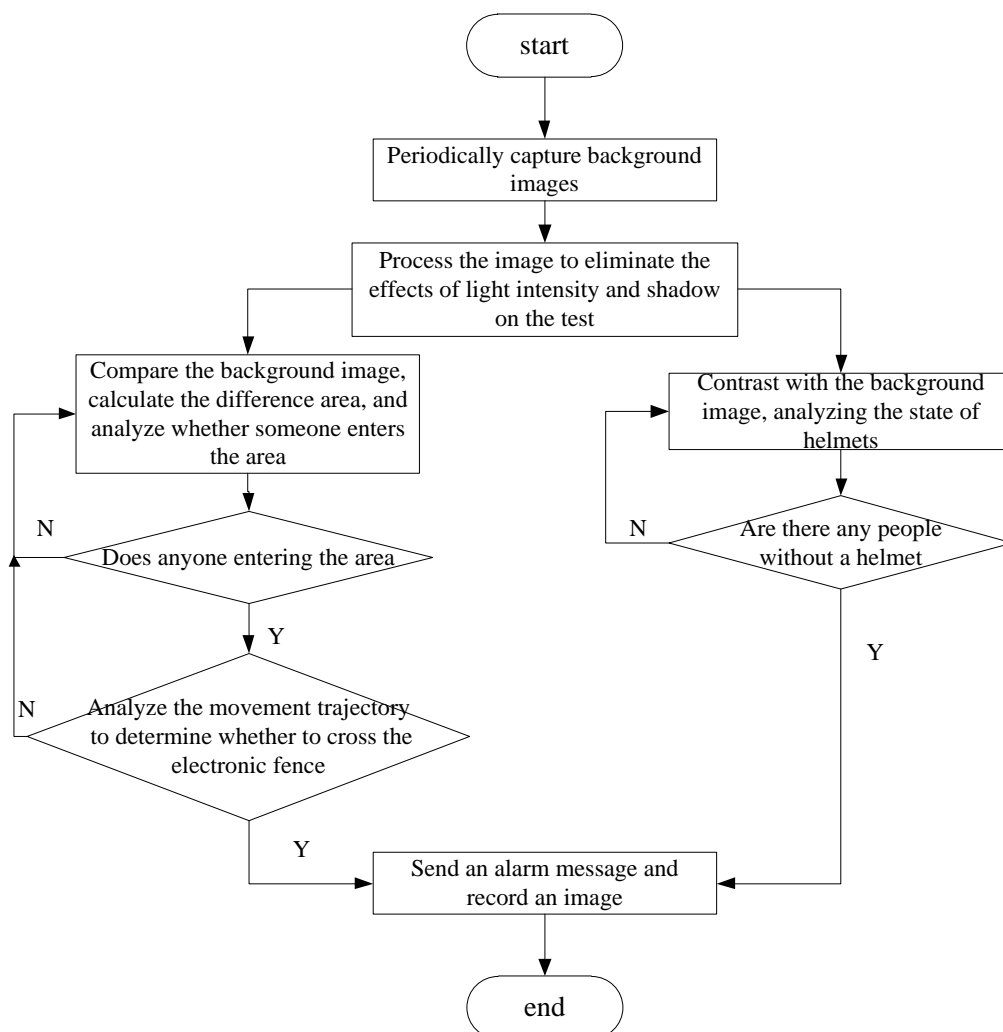 start
Periodically capture background
images
Process the image to eliminate the
effects of light intensity and shadow
on the test
Compare the background image,
calculate the difference area, and
analyze whether someone enters
the area
Contrast with the background
image, analyzing the state of
helmets
N
Does anyone entering the area
N
Are there any people
without a helmet
Y
Y
N
Analyze the movement trajectory
to determine whether to cross the
electronic fence
Y
Send an alarm message and
record an image
end